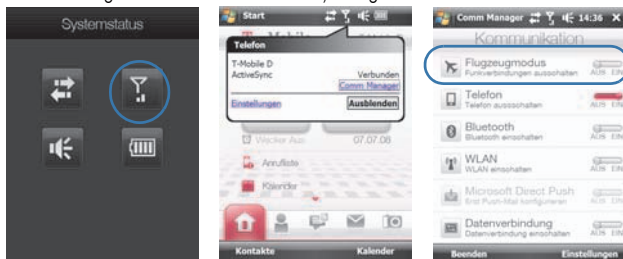 Systemstatus
Start
Telefon
T-Mobile D
ActiveSync Verbunden
Comm Manager
Einstellungen Ausblenden
Wecker Aus 07.07.08
Anrufliste
Kalender
Kontakte Kalender
Comm Manager 14:36 X
Kommunikation
Flugzeugmodus
Funkverbindungen ausschalten AUS EIN
Telefon
Telefon ausschalten AUS EIN
Bluetooth
Bluetooth einschalten AUS EIN
WLAN
WLAN einschalten AUS EIN
Microsoft Direct Push
Erst Push-Mail konfigurieren AUS EIN
Datenverbindung
Datenverbindung einschalten AUS EIN
Beenden Einstellungen